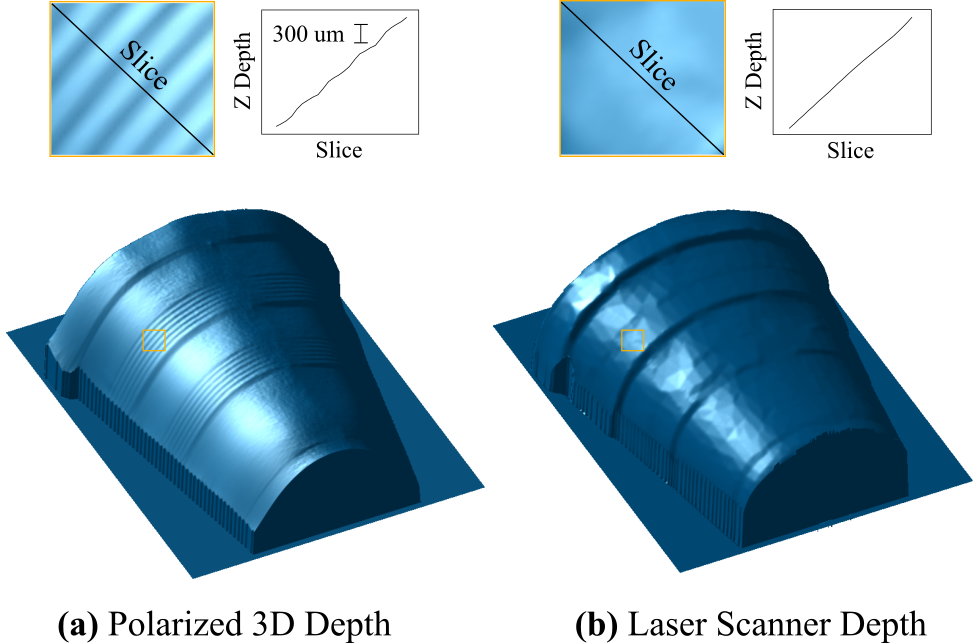 Slice
300 um
Z Depth
Slice
Slice
Z Depth
Slice
(a) Polarized 3D Depth
(b) Laser Scanner Depth